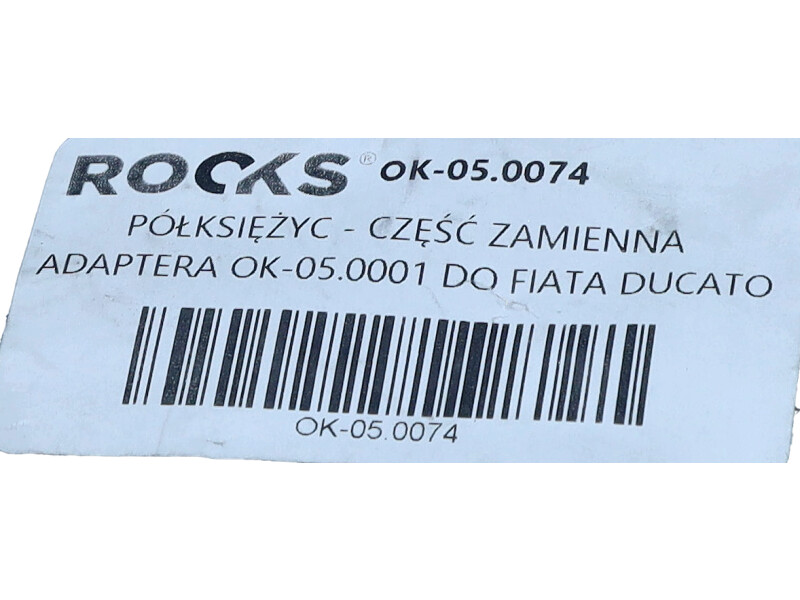 ROCKS® OK-05.0074
PÓŁKSIĘŻYC - CZĘŚĆ ZAMIENNA
ADAPTERA OK-05.0001 DO FIATA DUCATO
OK-05.0074